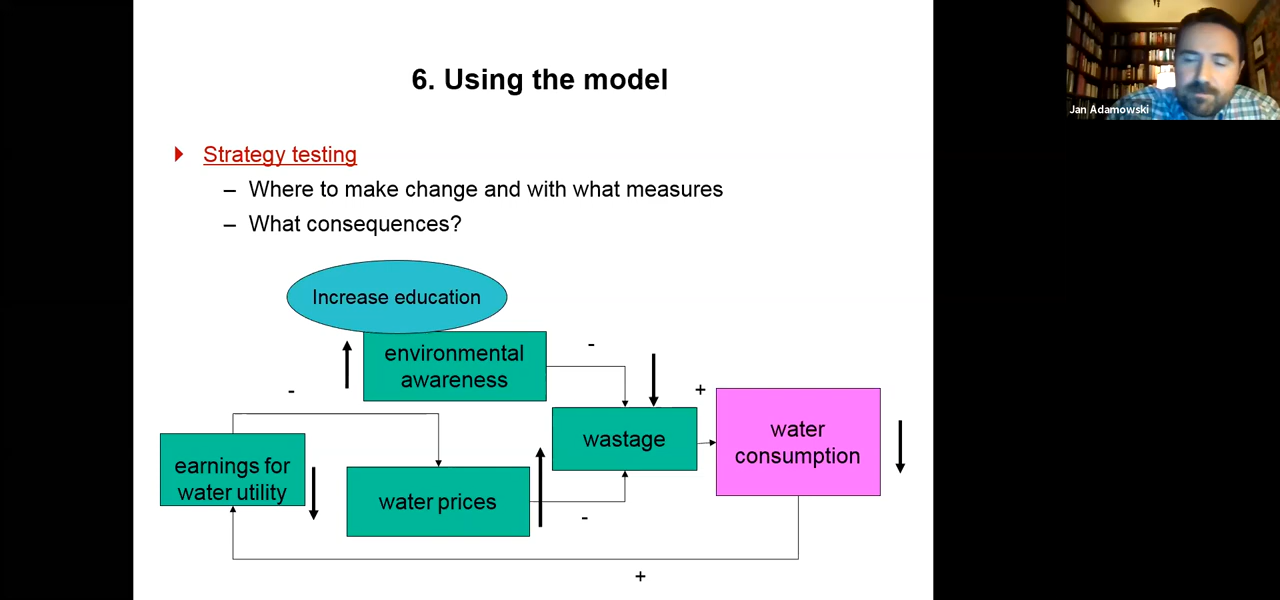 6. Using the model
Jan Adamowski
Strategy testing
– Where to make change and with what measures
– What consequences?
Increase education
environmental
awareness
-
-
+
wastage
water
consumption
earnings for
water utility
water prices
-
+